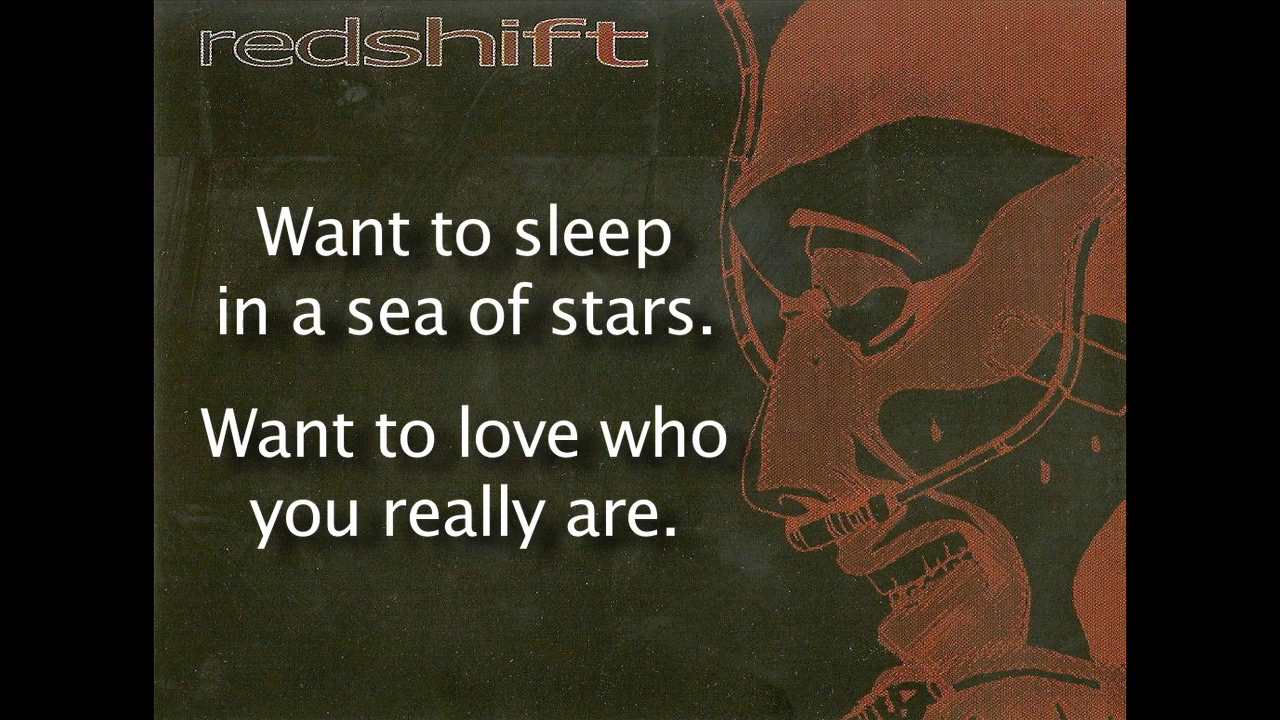 redshift
Want to sleep
in a sea of stars.
Want to love who
you really are.